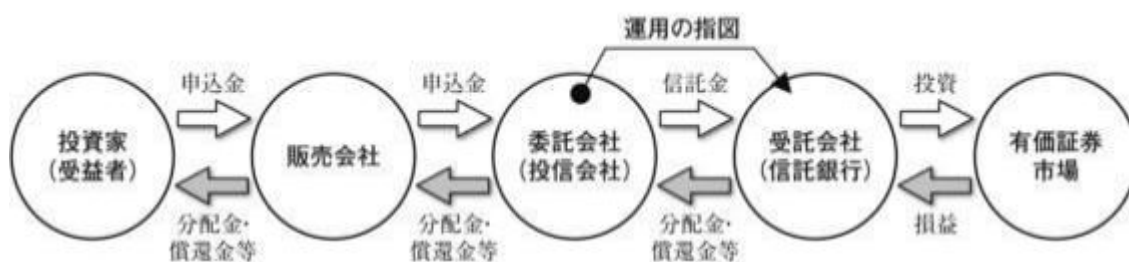 運用の指図
申込金
申込金
信託金
投資
投資家
(受益者)
販売会社
委託会社
(投信会社)
受託会社
(信託銀行)
有価証券
市場
分配金・
償還金等
分配金・
償還金等
分配金・
償還金等
損益